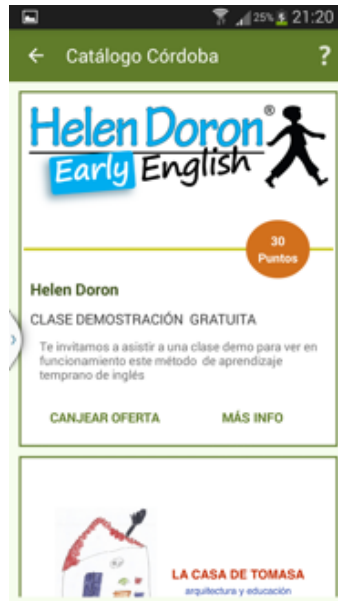 25% 21:20
Catálogo Córdoba ?
Helen Doron®
Early English
30
Puntos
Helen Doron
CLASE DEMOSTRACIÓN GRATUITA
Te invitamos a asistir a una clase demo para ver en
funcionamiento este método de aprendizaje
temprano de inglés
CANJEAR OFERTA MÁS INFO
LA CASA DE TOMASA
arquitectura y educación